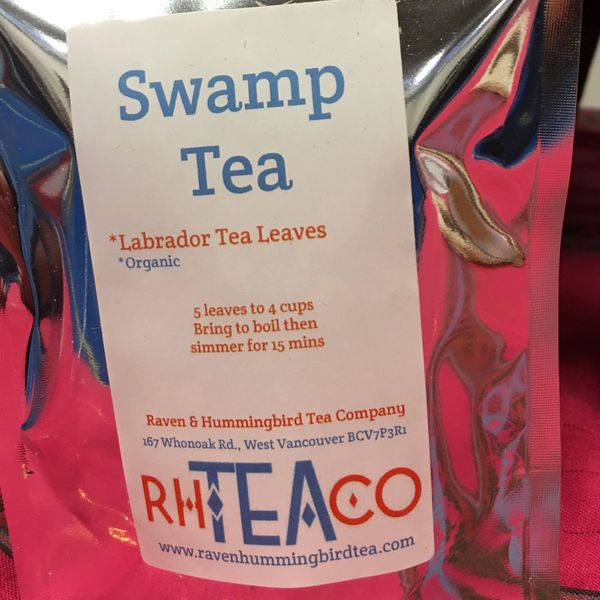 Swamp
Tea
*Labrador Tea Leaves
*Organic
5 leaves to 4 cups
Bring to boil then
simmer for 15 mins
Raven & Hummingbird Tea Company
167 Whonoak Rd., West Vancouver BCV7P3R1
RHTEACO
www.ravenhummingbirdtea.com